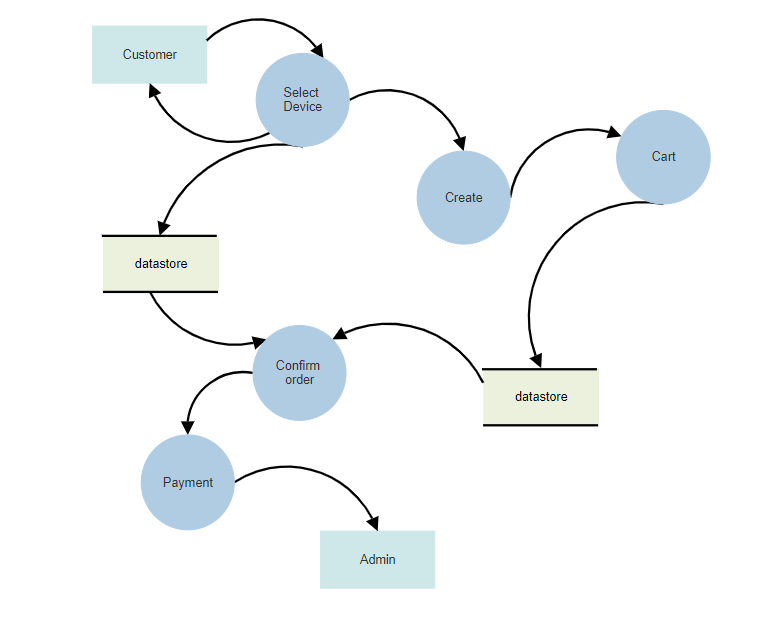 Customer
Select
Device
Cart
Create
datastore
Confirm
order
datastore
Payment
Admin